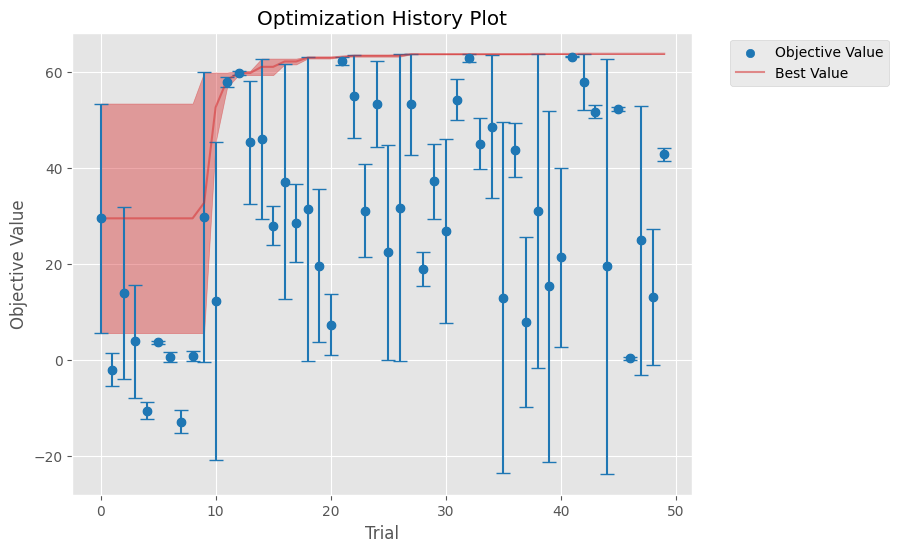 Optimization History Plot
Objective Value
Best Value
Objective Value
60
40
20
0
−20
0 10 20 30 40 50
Trial